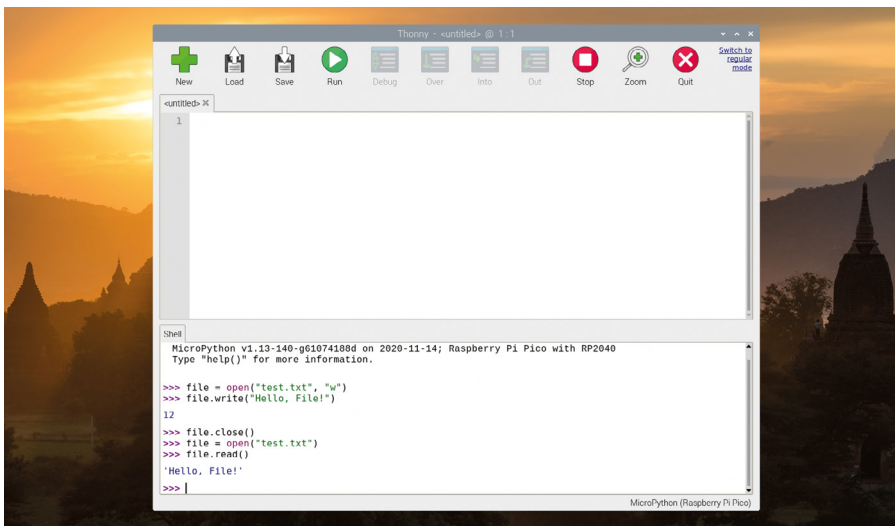 Thonny - <untitled> @ 1:1
New Load Save Run Debug Over Into Out Stop Zoom Quit
Switch to
regular
mode
<untitled>
1
Shell
MicroPython v1.13-140-g61074188d on 2020-11-14; Raspberry Pi Pico with RP2040
Type "help()" for more information.
>>> file = open("test.txt", "w")
>>> file.write("Hello, File!")
12
>>> file.close()
>>> file = open("test.txt")
>>> file.read()
'Hello, File!'
>>>
MicroPython (Raspberry Pi Pico)